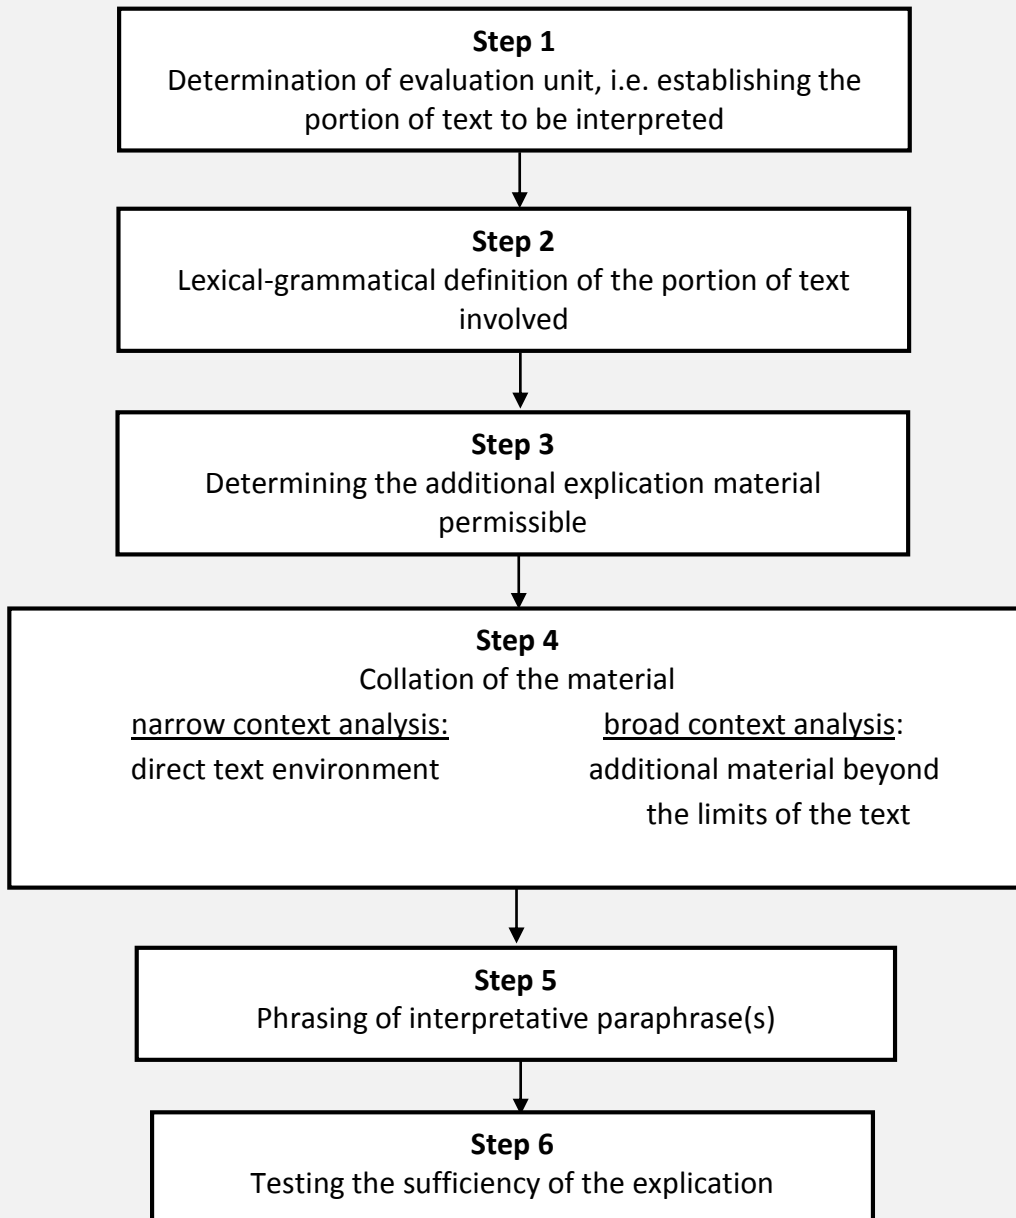 Step 1
Determination of evaluation unit, i.e. establishing the
portion of text to be interpreted
Step 2
Lexical-grammatical definition of the portion of text
involved
Step 3
Determining the additional explication material
permissible
Step 4
Collation of the material
narrow context analysis:
direct text environment
broad context analysis:
additional material beyond
the limits of the text
Step 5
Phrasing of interpretative paraphrase(s)
Step 6
Testing the sufficiency of the explication